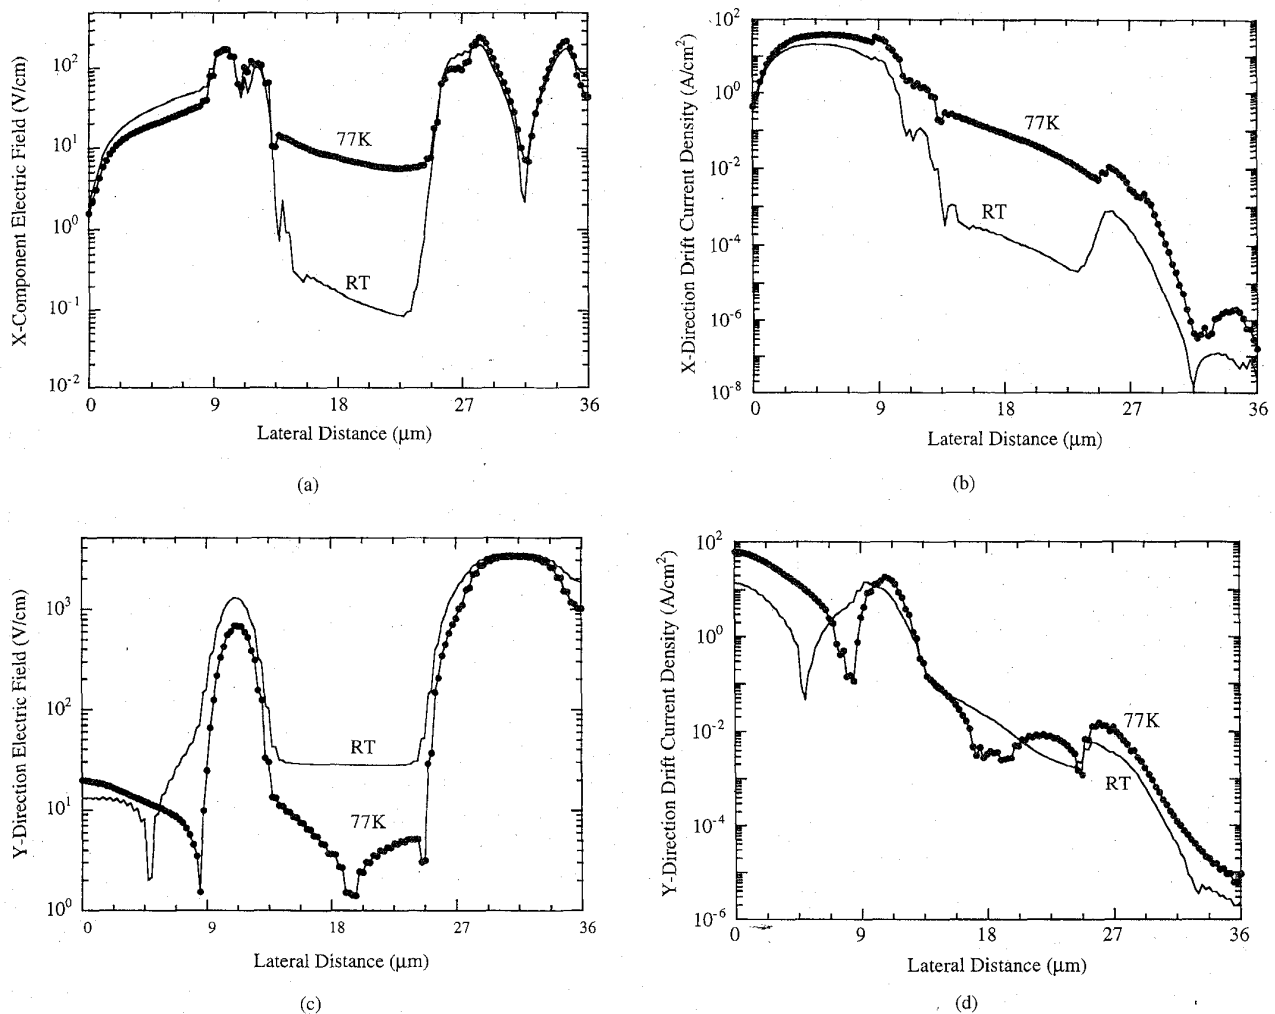 X-Component Electric Field (V/cm)
10^2
10^1
10^0
10^-1
10^-2
77K
RT
0 9 18 27 36
Lateral Distance (μm)
(a)
X-Direction Drift Current Density (A/cm^2)
10^2
10^0
10^-2
10^-4
10^-6
10^-8
77K
RT
0 9 18 27 36
Lateral Distance (μm)
(b)
Y-Direction Electric Field (V/cm)
10^3
10^2
10^1
10^0
RT
77K
0 9 18 27 36
Lateral Distance (μm)
(c)
Y-Direction Drift Current Density (A/cm^2)
10^2
10^0
10^-2
10^-4
10^-6
77K
RT
0 9 18 27 36
Lateral Distance (μm)
(d)